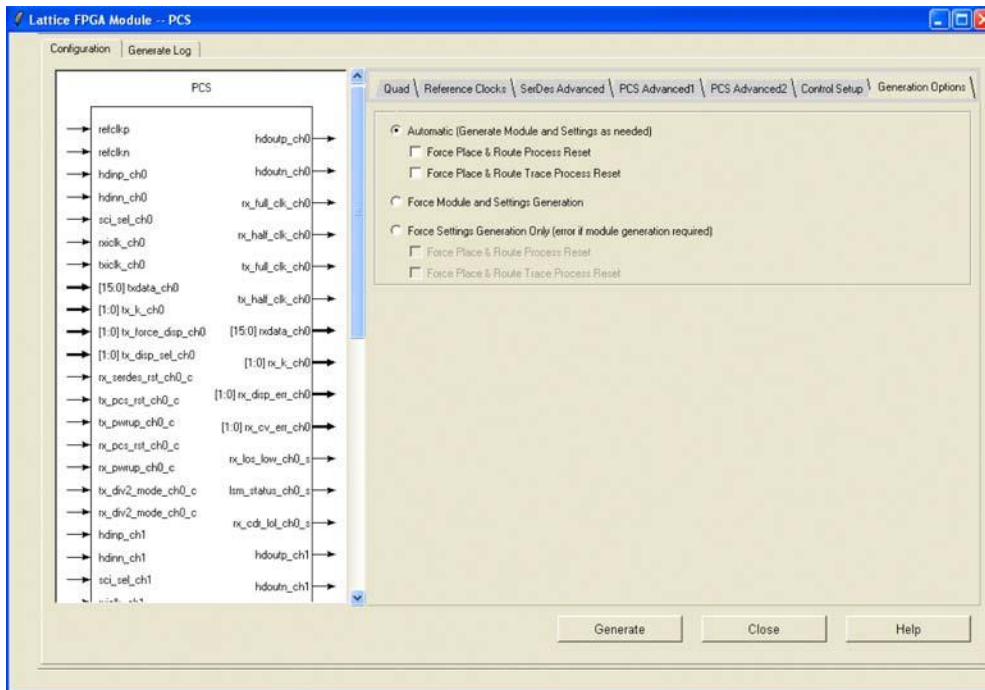 Lattice FPGA Module -- PCS
Configuration
Generate Log
PCS
refclkp
refclkn
hdinp_ch0
hdinn_ch0
sci_sel_ch0
rxiclk_ch0
txiclk_ch0
[15:0] txdata_ch0
[1:0] tx_k_ch0
[1:0] tx_force_disp_ch0
[1:0] tx_disp_sel_ch0
rx_serdes_rst_ch0_c
tx_pcs_rst_ch0_c
tx_pwrup_ch0_c
rx_pcs_rst_ch0_c
rx_pwrup_ch0_c
tx_div2_mode_ch0_c
rx_div2_mode_ch0_c
hdinp_ch1
hdinn_ch1
sci_sel_ch1
hdoutp_ch0
hdoutn_ch0
rx_full_clk_ch0
rx_half_clk_ch0
tx_full_clk_ch0
tx_half_clk_ch0
[15:0] rxdata_ch0
[1:0] rx_k_ch0
[1:0] rx_disp_err_ch0
[1:0] rx_cv_err_ch0
rx_los_low_ch0_s
lsm_status_ch0_s
rx_cdr_lol_ch0_s
hdoutp_ch1
hdoutn_ch1
Quad
Reference Clocks
SerDes Advanced
PCS Advanced1
PCS Advanced2
Control Setup
Generation Options
Automatic (Generate Module and Settings as needed)
Force Place & Route Process Reset
Force Place & Route Trace Process Reset
Force Module and Settings Generation
Force Settings Generation Only (error if module generation required)
Force Place & Route Process Reset
Force Place & Route Trace Process Reset
Generate
Close
Help